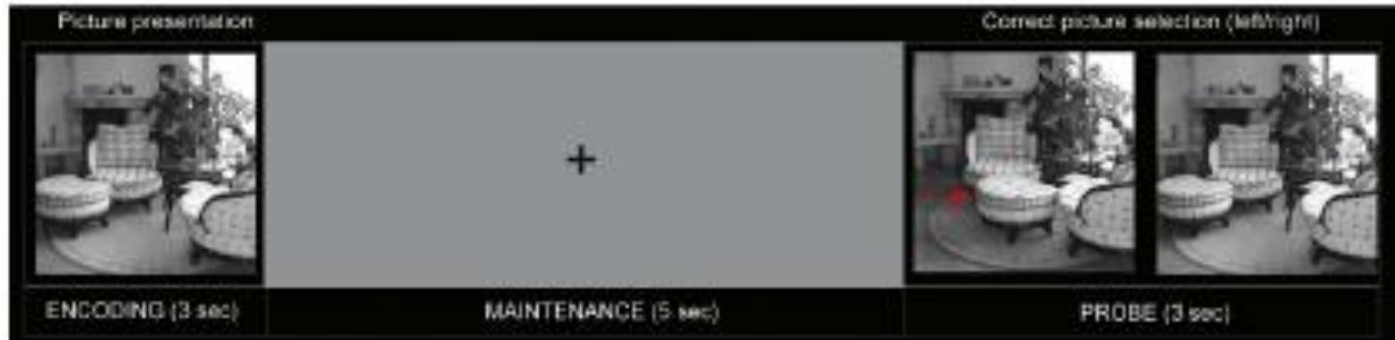 Picture presentation
Correct picture selection (left/right)
ENCODING (3 sec)
MAINTENANCE (5 sec)
PROBE (3 sec)